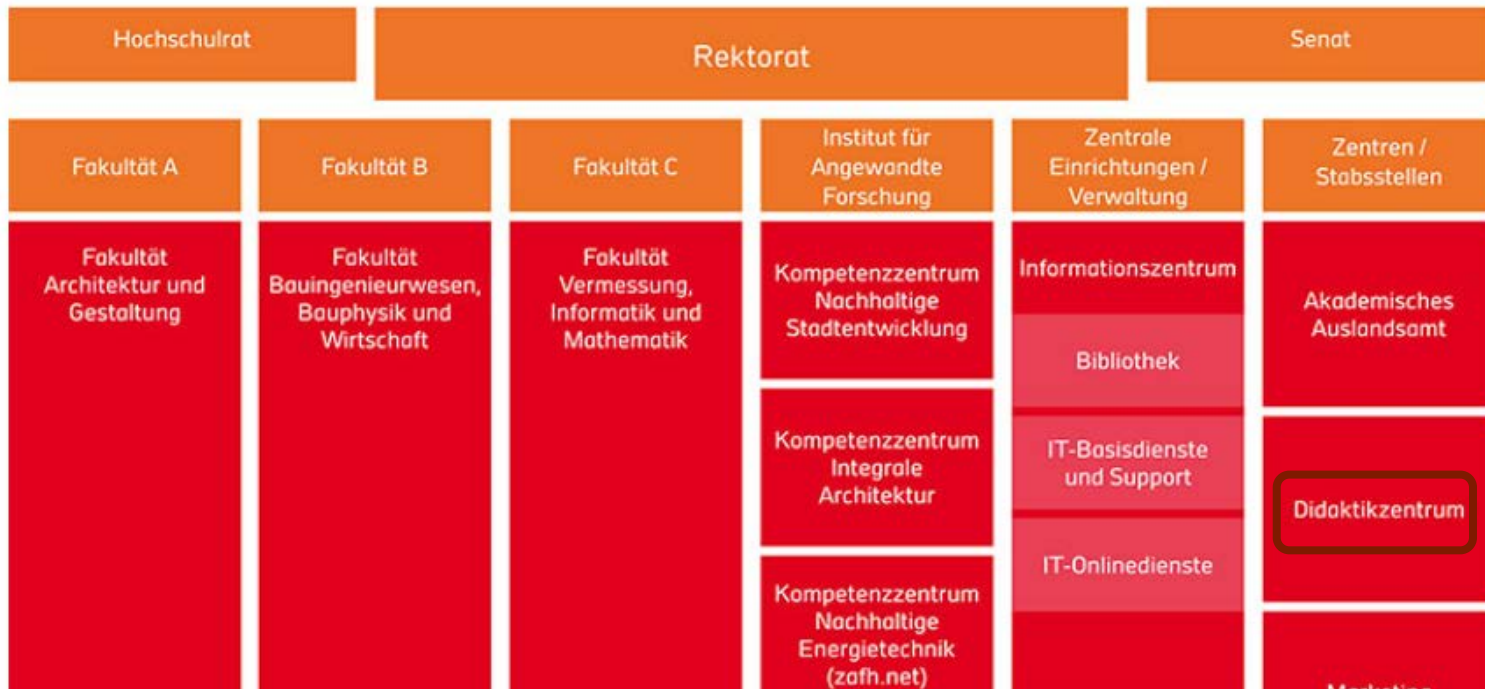 Hochschulrat
Rektorat
Senat
Fakultät A
Fakultät B
Fakultät C
Institut für
Angewandte
Forschung
Zentrale
Einrichtungen /
Verwaltung
Zentren /
Stabsstellen
Fakultät
Architektur und
Gestaltung
Fakultät
Bauingenieurwesen,
Bauphysik und
Wirtschaft
Fakultät
Vermessung,
Informatik und
Mathematik
Kompetenzzentrum
Nachhaltige
Stadtentwicklung
Kompetenzzentrum
Integrale
Architektur
Kompetenzzentrum
Nachhaltige
Energietechnik
(zafh.net)
Informationszentrum
Bibliothek
IT-Basisdienste
und Support
IT-Onlinedienste
Akademisches
Auslandsamt
Didaktikzentrum